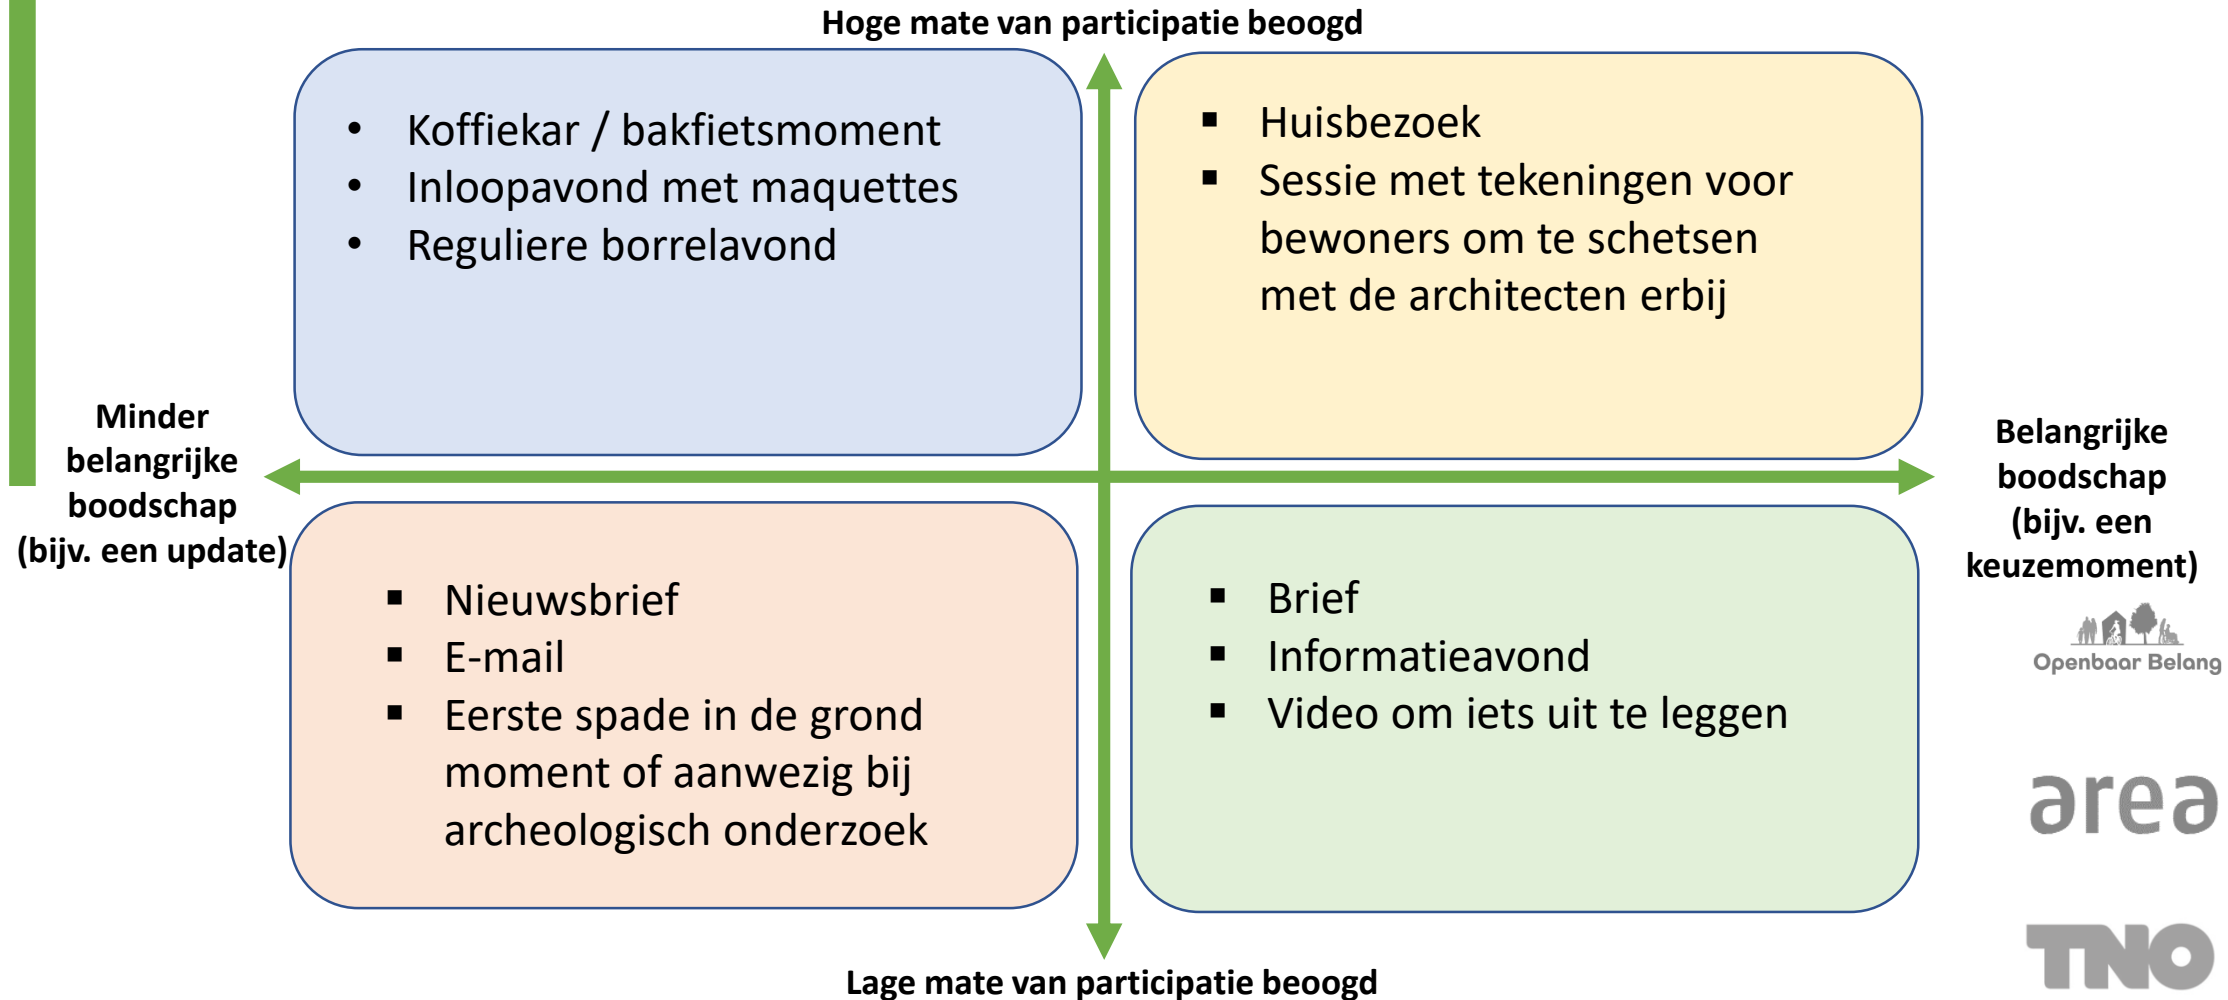 Hoge mate van participatie beoogd
• Koffiekar / bakfietsmoment
• Inloopavond met maquettes
• Reguliere borrelavond
▪ Huisbezoek
▪ Sessie met tekeningen voor
bewoners om te schetsen
met de architecten erbij
Minder
belangrijke
boodschap
(bijv. een update)
Belangrijke
boodschap
(bijv. een
keuzemoment)
▪ Nieuwsbrief
▪ E-mail
▪ Eerste spade in de grond
moment of aanwezig bij
archeologisch onderzoek
▪ Brief
▪ Informatieavond
▪ Video om iets uit te leggen
Openbaar Belang
area
TNO
Lage mate van participatie beoogd